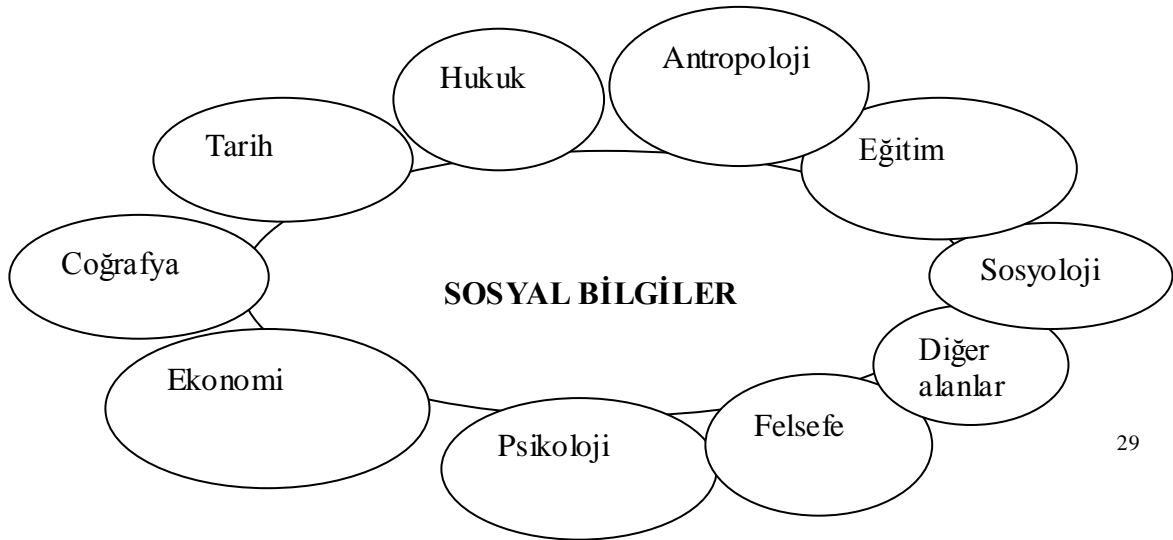 Antropoloji
Hukuk
Tarih
Eğitim
Coğrafya
Sosyoloji
SOSYAL BİLGİLER
Diğer
alanlar
Ekonomi
Felsefe
Psikoloji
29